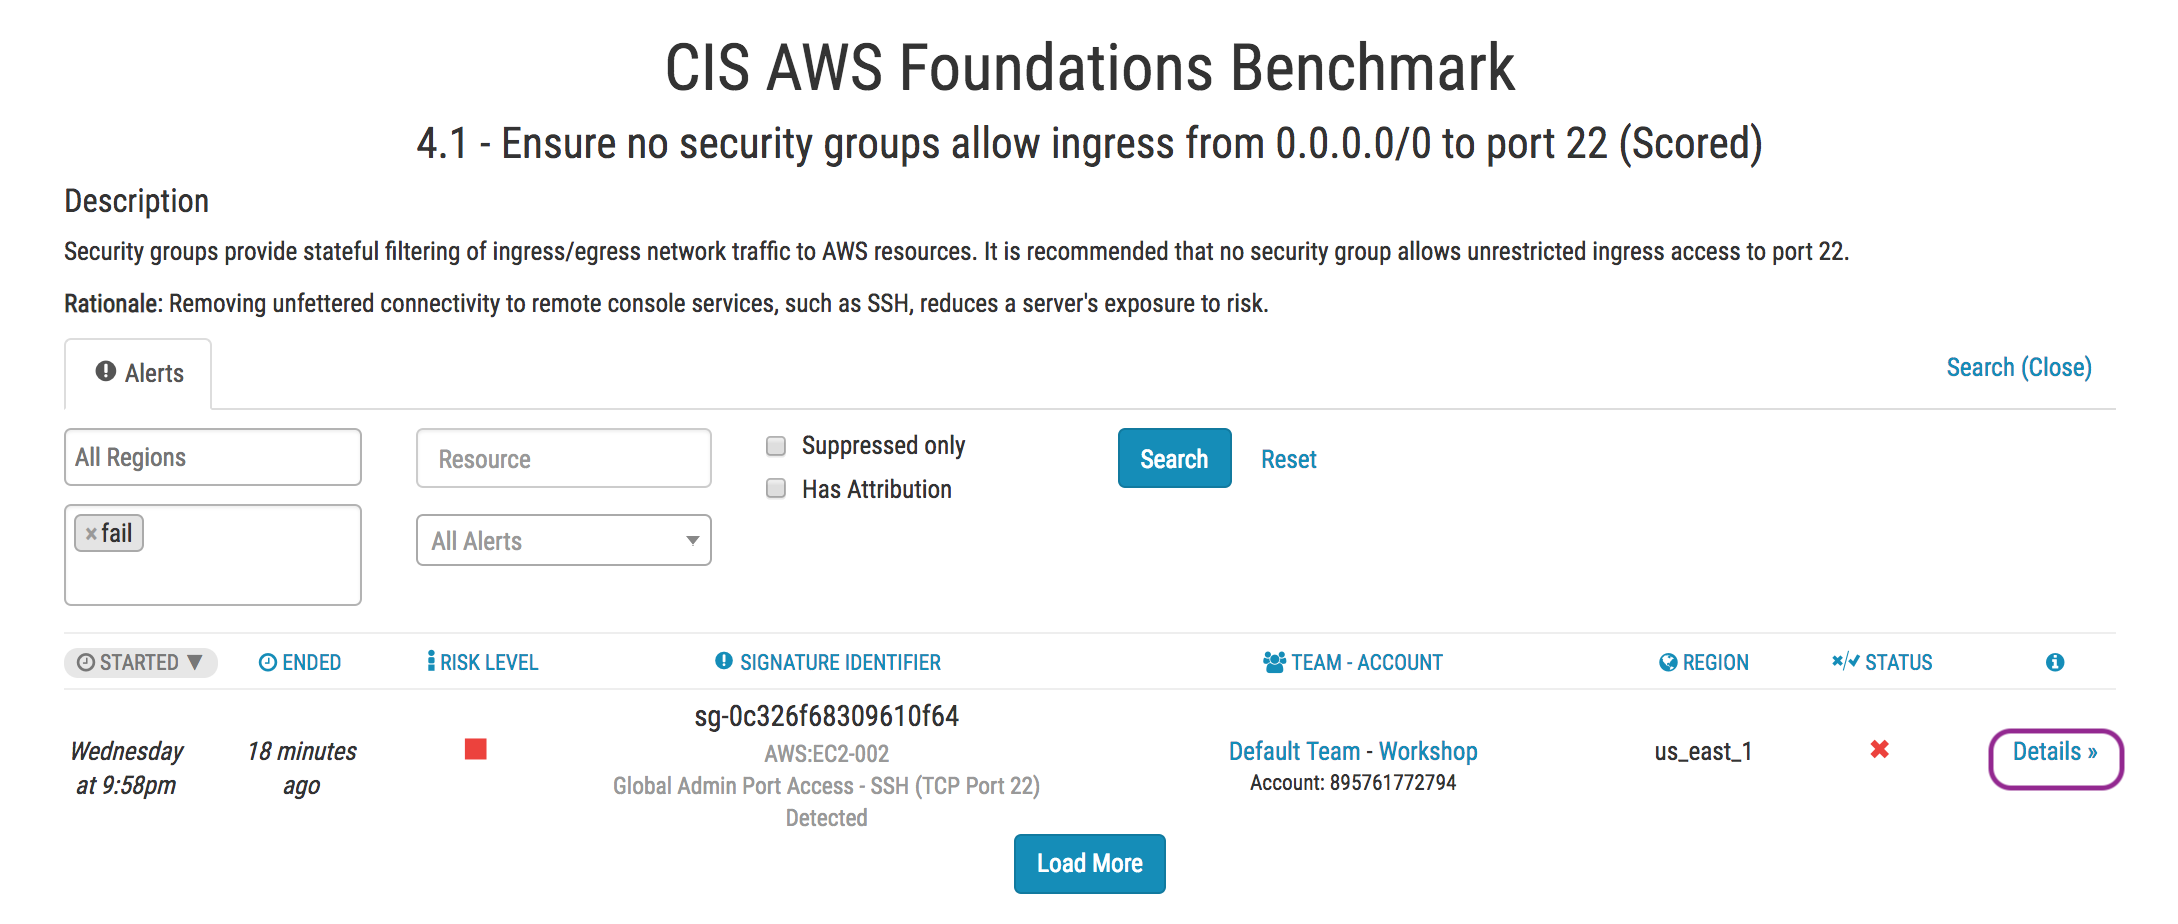 CIS AWS Foundations Benchmark
4.1 - Ensure no security groups allow ingress from 0.0.0.0/0 to port 22 (Scored)
Description
Security groups provide stateful filtering of ingress/egress network traffic to AWS resources. It is recommended that no security group allows unrestricted ingress access to port 22.
Rationale: Removing unfettered connectivity to remote console services, such as SSH, reduces a server's exposure to risk.
Alerts
Search (Close)
All Regions
Resource
Suppressed only
Search
Reset
Has Attribution
×fail
All Alerts
STARTED ▼
ENDED
RISK LEVEL
SIGNATURE IDENTIFIER
TEAM - ACCOUNT
REGION
STATUS
Wednesday
at 9:58pm
18 minutes
ago
sg-0c326f68309610f64
AWS:EC2-002
Global Admin Port Access - SSH (TCP Port 22)
Detected
Default Team - Workshop
Account: 895761772794
us_east_1
Details »
Load More